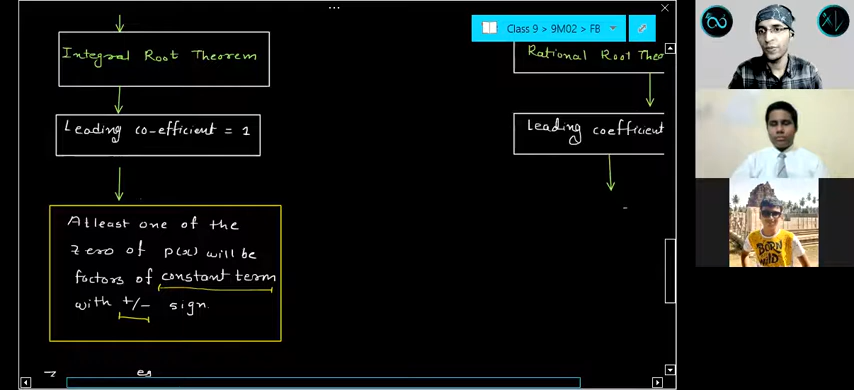 Class 9 > 9M02 > FB
Integral Root Theorem
Rational Root Theo
Leading co-efficient = 1
Leading coefficient
Atleast one of the
zero of p(x) will be
factors of constant term
with +/- sign.
BORN
WILD